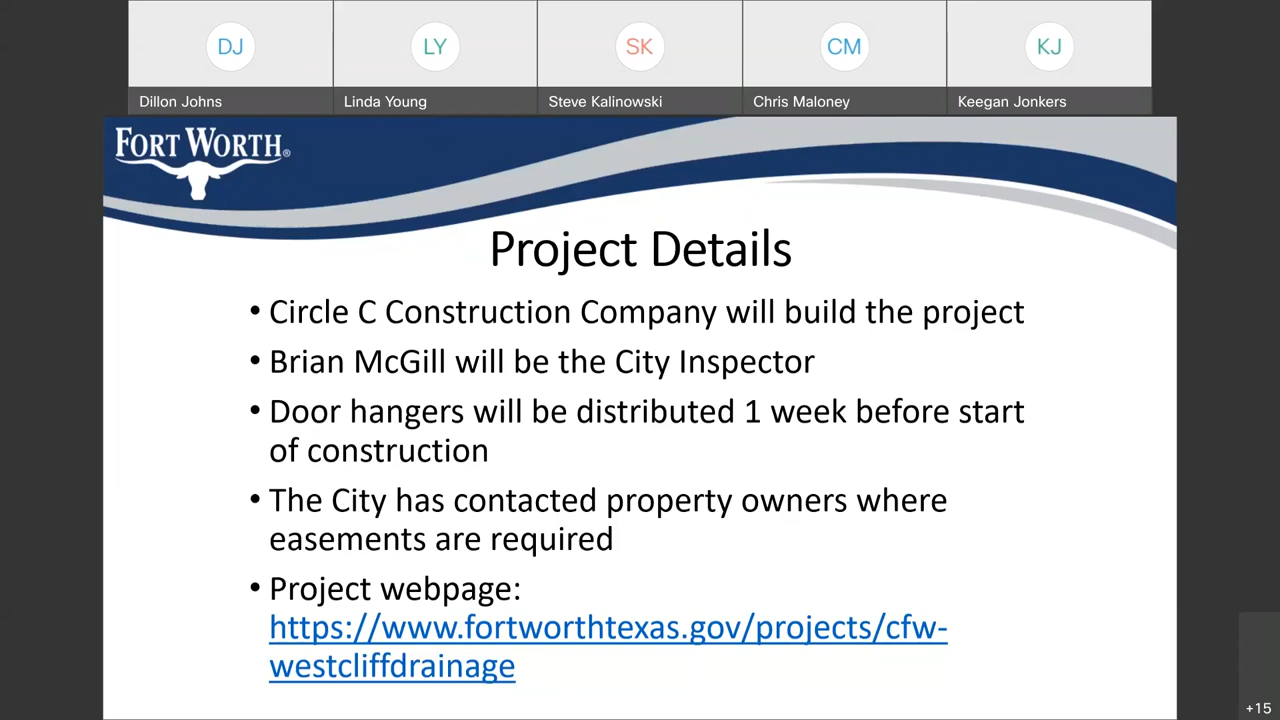 DJ
LY
SK
CM
KJ
Dillon Johns
Linda Young
Steve Kalinowski
Chris Maloney
Keegan Jonkers
FORT WORTH®
Project Details
• Circle C Construction Company will build the project
• Brian McGill will be the City Inspector
• Door hangers will be distributed 1 week before start
of construction
• The City has contacted property owners where
easements are required
• Project webpage:
https://www.fortworthtexas.gov/projects/cfw-
westcliffdrainage
+15